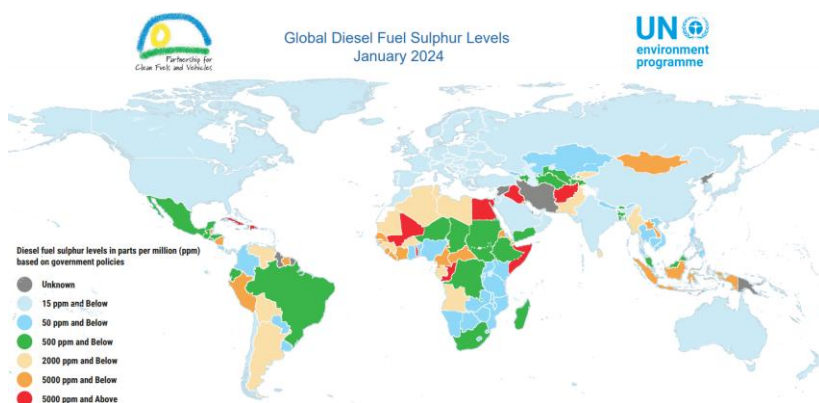 Partnership for
Clean Fuels and Vehicles
Global Diesel Fuel Sulphur Levels
January 2024
UN
environment
programme
Diesel fuel sulphur levels in parts per million (ppm)
based on government policies
Unknown
15 ppm and Below
50 ppm and Below
500 ppm and Below
2000 ppm and Below
5000 ppm and Below
5000 ppm and Above